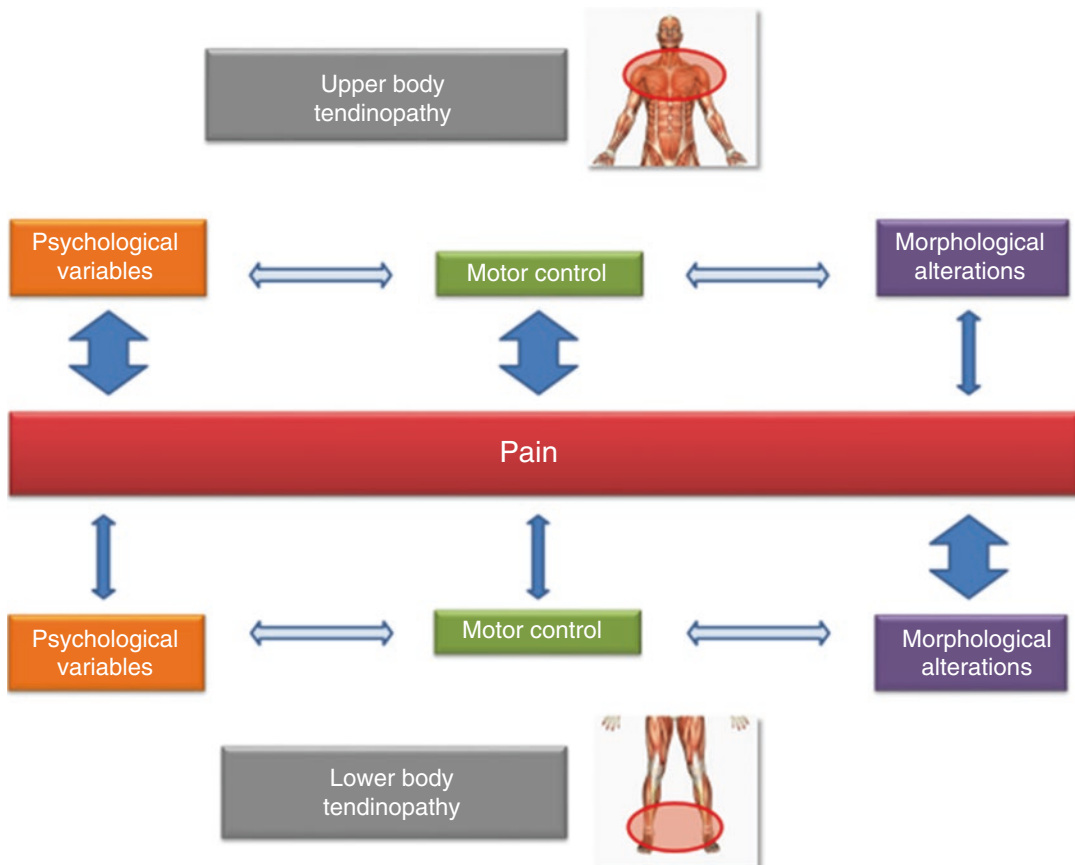 Upper body
tendinopathy
Psychological
variables
Motor control
Morphological
alterations
Pain
Psychological
variables
Motor control
Morphological
alterations
Lower body
tendinopathy